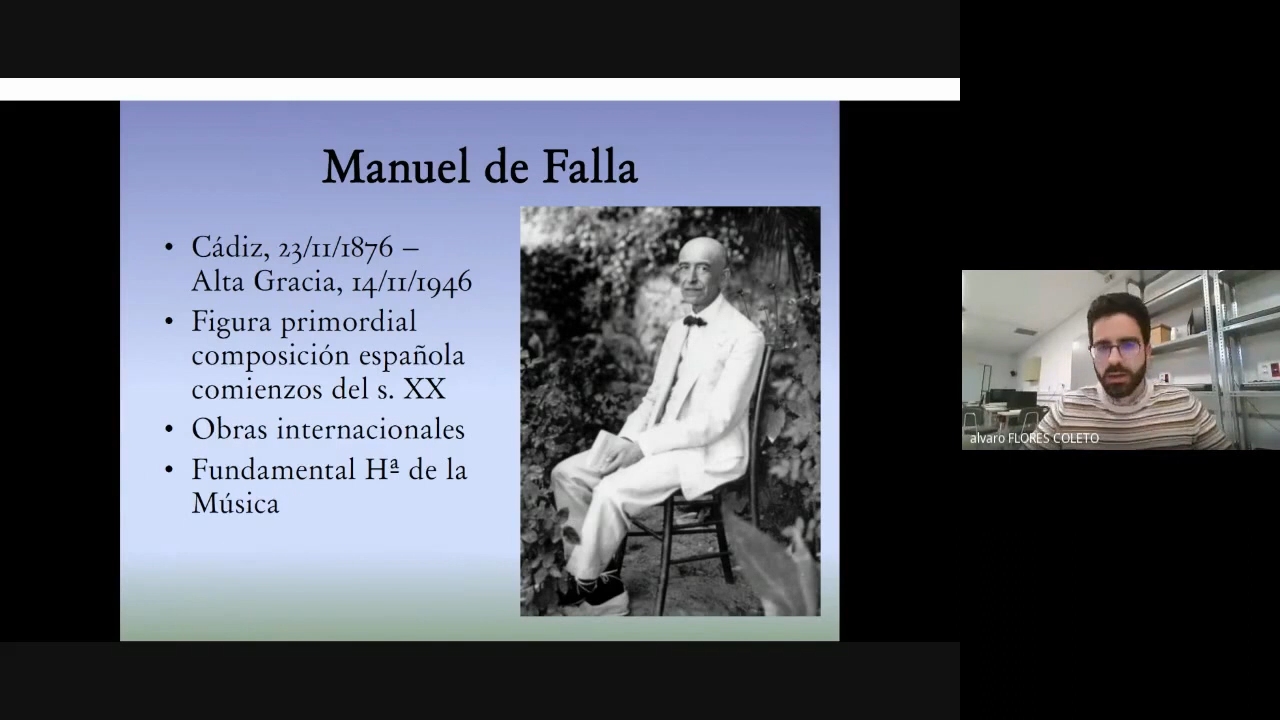 Manuel de Falla
• Cádiz, 23/11/1876 –
Alta Gracia, 14/11/1946
• Figura primordial
composición española
comienzos del s. XX
• Obras internacionales
• Fundamental Hª de la
Música
alvaro FLORES COLETO